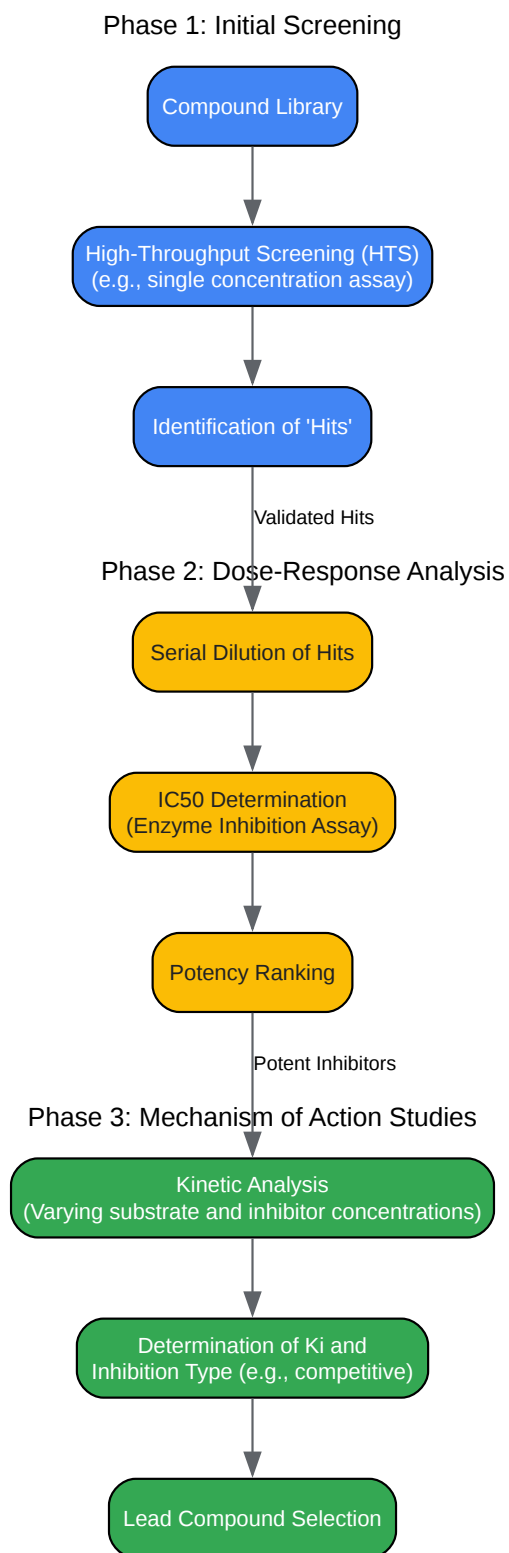 Phase 1: Initial Screening
Compound Library
High-Throughput Screening (HTS)
(e.g., single concentration assay)
Identification of 'Hits'
Validated Hits
Phase 2: Dose-Response Analysis
Serial Dilution of Hits
IC50 Determination
(Enzyme Inhibition Assay)
Potency Ranking
Potent Inhibitors
Phase 3: Mechanism of Action Studies
Kinetic Analysis
(Varying substrate and inhibitor concentrations)
Determination of Ki and
Inhibition Type (e.g., competitive)
Lead Compound Selection